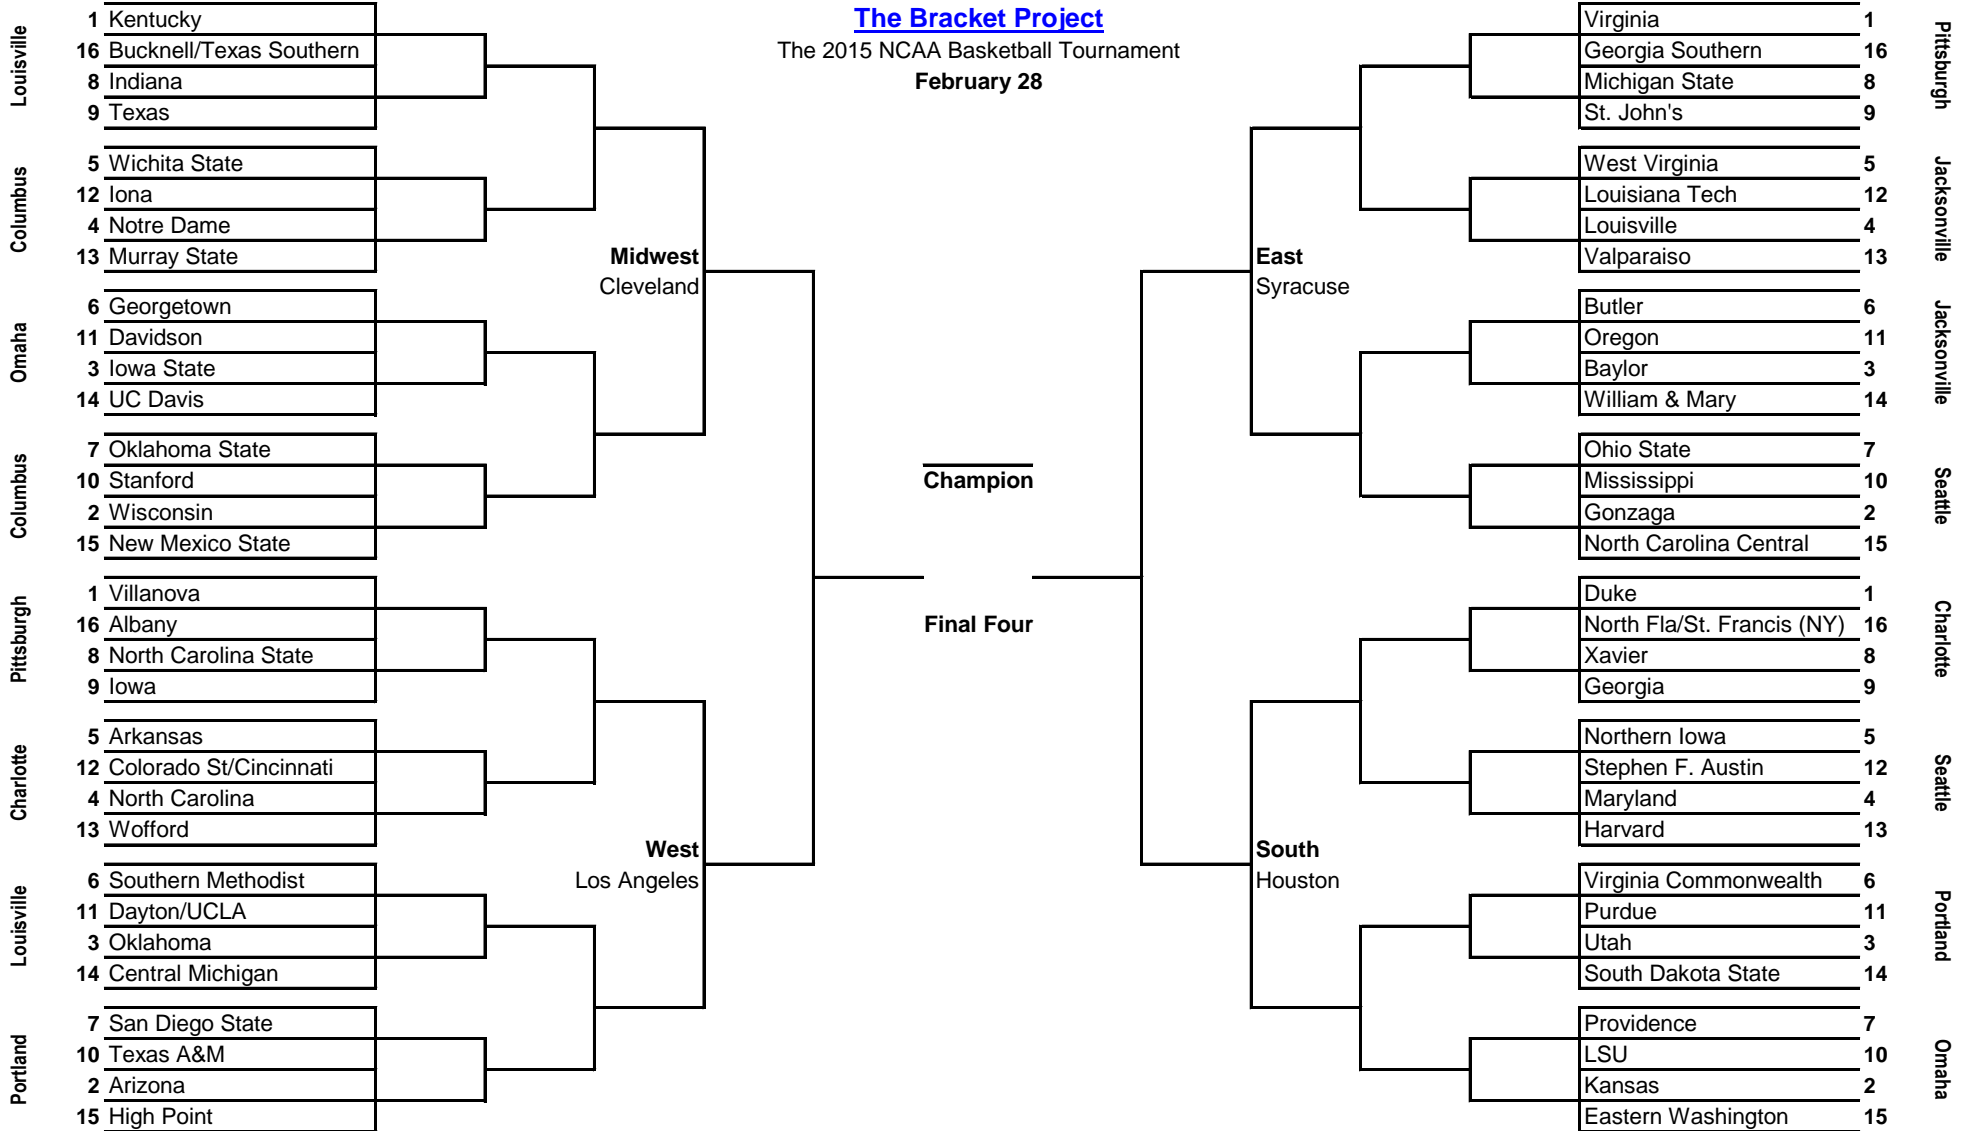 The Bracket Project
The 2015 NCAA Basketball Tournament
February 28
Louisville
1 Kentucky
16 Bucknell/Texas Southern
8 Indiana
9 Texas
Columbus
5 Wichita State
12 Iona
4 Notre Dame
13 Murray State
Midwest
Cleveland
Omaha
6 Georgetown
11 Davidson
3 Iowa State
14 UC Davis
Columbus
7 Oklahoma State
10 Stanford
2 Wisconsin
15 New Mexico State
Pittsburgh
1 Villanova
16 Albany
8 North Carolina State
9 Iowa
Charlotte
5 Arkansas
12 Colorado St/Cincinnati
4 North Carolina
13 Wofford
West
Los Angeles
Louisville
6 Southern Methodist
11 Dayton/UCLA
3 Oklahoma
14 Central Michigan
Portland
7 San Diego State
10 Texas A&M
2 Arizona
15 High Point
Champion
Final Four
Virginia 1
Georgia Southern 16
Michigan State 8
St. John's 9
Pittsburgh
West Virginia 5
Louisiana Tech 12
Louisville 4
Valparaiso 13
Jacksonville
East
Syracuse
Butler 6
Oregon 11
Baylor 3
William & Mary 14
Jacksonville
Ohio State 7
Mississippi 10
Gonzaga 2
North Carolina Central 15
Seattle
Duke 1
North Fla/St. Francis (NY) 16
Xavier 8
Georgia 9
Charlotte
Northern Iowa 5
Stephen F. Austin 12
Maryland 4
Harvard 13
Seattle
South
Houston
Virginia Commonwealth 6
Purdue 11
Utah 3
South Dakota State 14
Portland
Providence 7
LSU 10
Kansas 2
Eastern Washington 15
Omaha